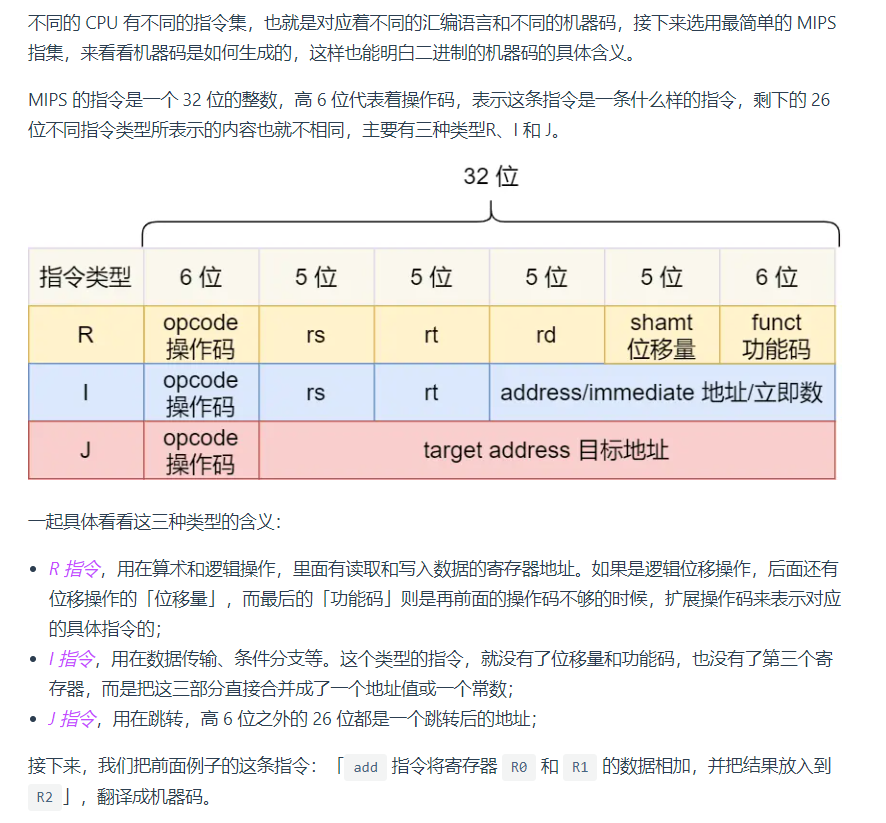 不同的 CPU 有不同的指令集，也就是对应着不同的汇编语言和不同的机器码，接下来选用最简单的 MIPS
指集，来看看机器码是如何生成的，这样也能明白二进制的机器码的具体含义。
MIPS 的指令是一个 32 位的整数，高 6 位代表着操作码，表示这条指令是一条什么样的指令，剩下的 26
位不同指令类型所表示的内容也就不相同，主要有三种类型R、I 和 J。
32 位
指令类型 6 位 5 位 5 位 5 位 5 位 6 位
R opcode 操作码 rs rt rd shamt 位移量 funct 功能码
I opcode 操作码 rs rt address/immediate 地址/立即数
J opcode 操作码 target address 目标地址
一起具体看看这三种类型的含义：
• R 指令，用在算术和逻辑操作，里面有读取和写入数据的寄存器地址。如果是逻辑位移操作，后面还有
位移操作的「位移量」，而最后的「功能码」则是再前面的操作码不够的时候，扩展操作码来表示对应
的具体指令的；
• I 指令，用在数据传输、条件分支等。这个类型的指令，就没有了位移量和功能码，也没有了第三个寄
存器，而是把这三部分直接合并成了一个地址值或一个常数；
• J 指令，用在跳转，高 6 位之外的 26 位都是一个跳转后的地址；
接下来，我们把前面例子的这条指令：「 add 指令将寄存器 R0 和 R1 的数据相加，并把结果放入到
R2 」，翻译成机器码。